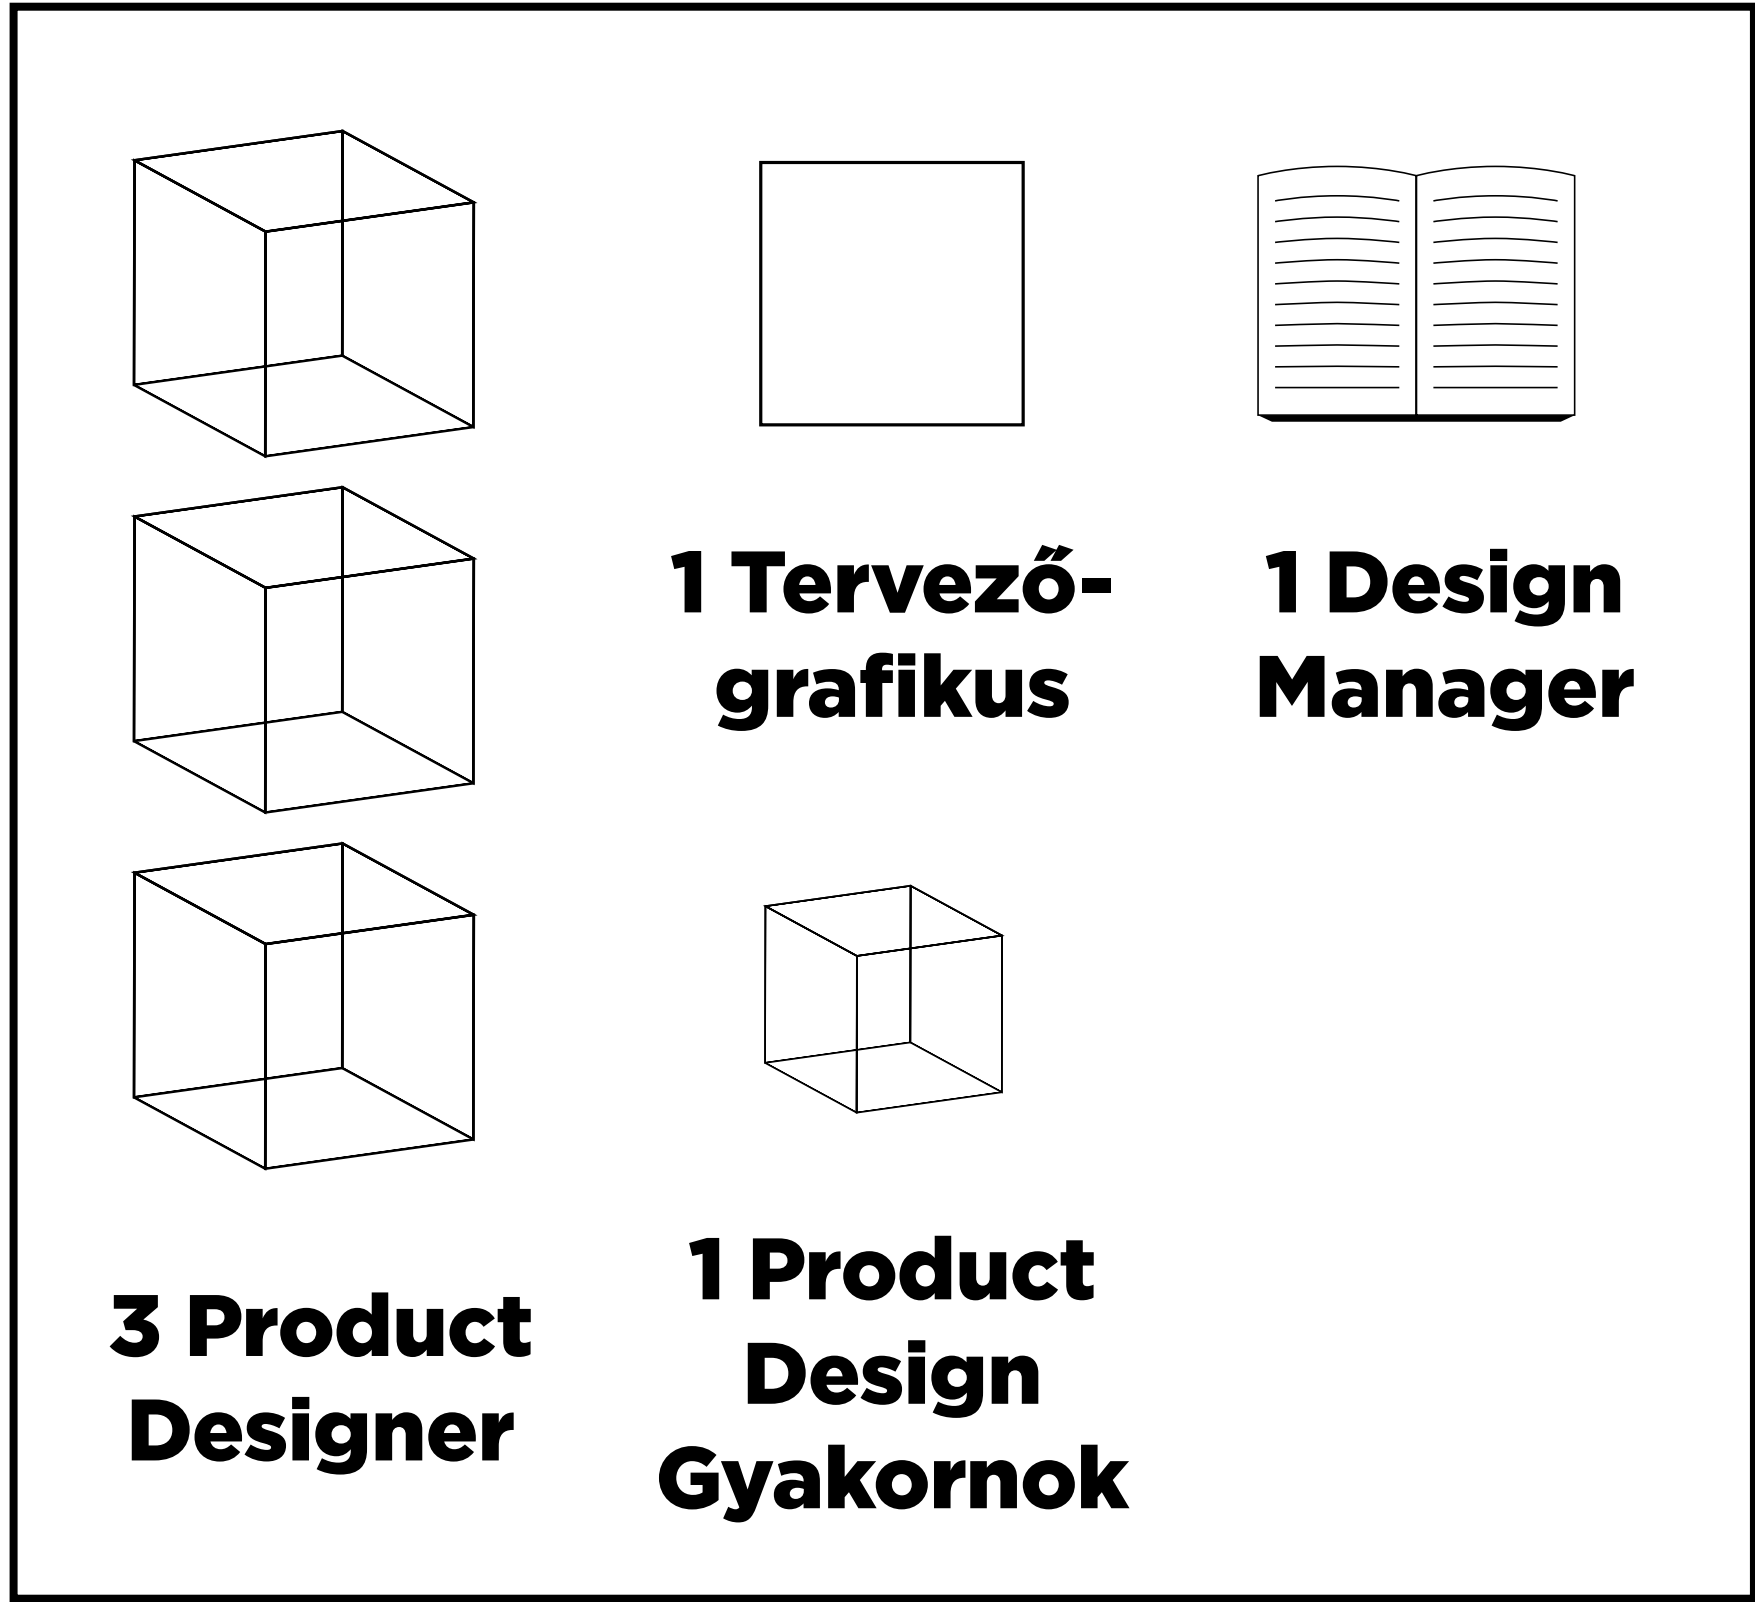 1 Tervező-
grafikus
1 Design
Manager
3 Product
Designer
1 Product
Design
Gyakornok